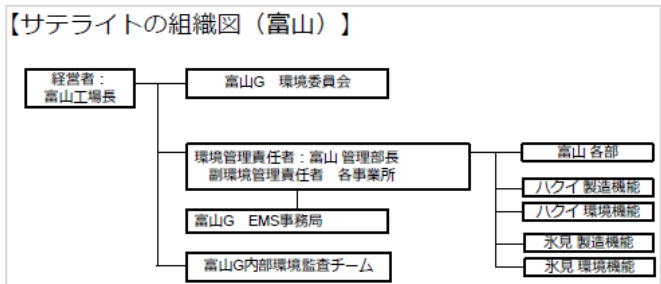 【サテライトの組織図（富山）】
経営者：
富山工場長
富山G　環境委員会
環境管理責任者：富山 管理部長
副環境管理責任者　各事業所
富山 各部
ハクイ 製造機能
ハクイ 環境機能
富山G　EMS事務局
氷見 製造機能
富山G内部環境監査チーム
氷見 環境機能